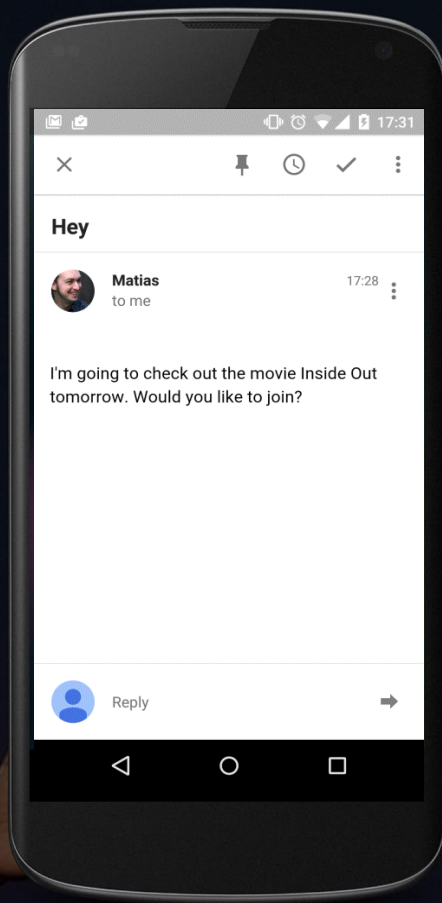 17:31
Hey
Matias
17:28
to me
I'm going to check out the movie Inside Out
tomorrow. Would you like to join?
Reply